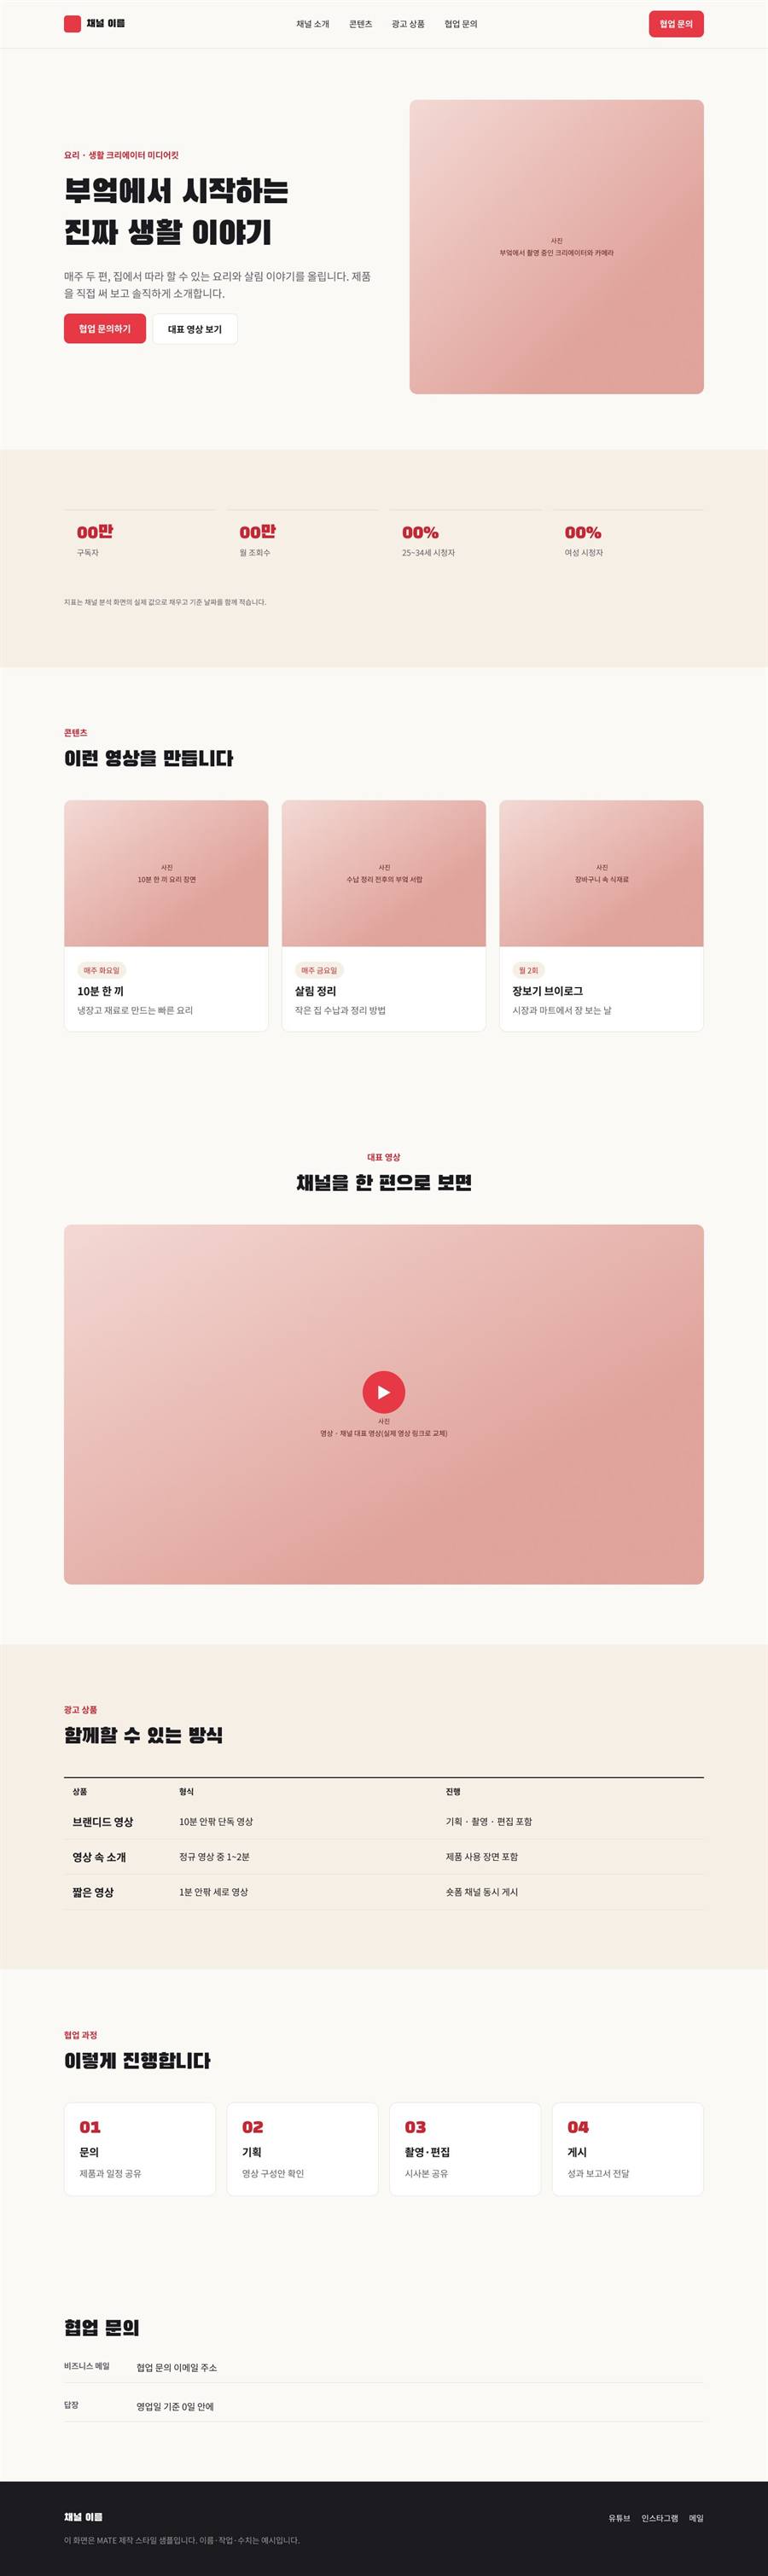 채널 이름
채널 소개
콘텐츠
광고 상품
협업 문의
협업 문의
요리 · 생활 크리에이터 미디어킷
부엌에서 시작하는
진짜 생활 이야기
매주 두 편, 집에서 따라 할 수 있는 요리와 살림 이야기를 올립니다. 제품
을 직접 써 보고 솔직하게 소개합니다.
협업 문의하기
대표 영상 보기
사진
부엌에서 촬영 중인 크리에이터와 카메라
00만
구독자
00만
월 조회수
00%
25~34세 시청자
00%
여성 시청자
지표는 채널 분석 화면의 실제 값으로 채우고 기준 날짜를 함께 적습니다.
콘텐츠
이런 영상을 만듭니다
사진
10분 한 끼 요리 장면
매주 화요일
10분 한 끼
냉장고 재료로 만드는 빠른 요리
사진
수납 정리 전후의 부엌 서랍
매주 금요일
살림 정리
작은 집 수납과 정리 방법
사진
장바구니 속 식재료
월 2회
장보기 브이로그
시장과 마트에서 장 보는 날
대표 영상
채널을 한 편으로 보면
사진
영상 · 채널 대표 영상(실제 영상 링크로 교체)
광고 상품
함께할 수 있는 방식
상품 형식 진행
브랜디드 영상 10분 안팎 단독 영상 기획 · 촬영 · 편집 포함
영상 속 소개 정규 영상 중 1~2분 제품 사용 장면 포함
짧은 영상 1분 안팎 세로 영상 숏폼 채널 동시 게시
협업 과정
이렇게 진행합니다
01
문의
제품과 일정 공유
02
기획
영상 구성안 확인
03
촬영·편집
시사본 공유
04
게시
성과 보고서 전달
협업 문의
비즈니스 메일 협업 문의 이메일 주소
답장 영업일 기준 0일 안에
채널 이름
유튜브 인스타그램 메일
이 화면은 MATE 제작 스타일 샘플입니다. 이름·작업·수치는 예시입니다.